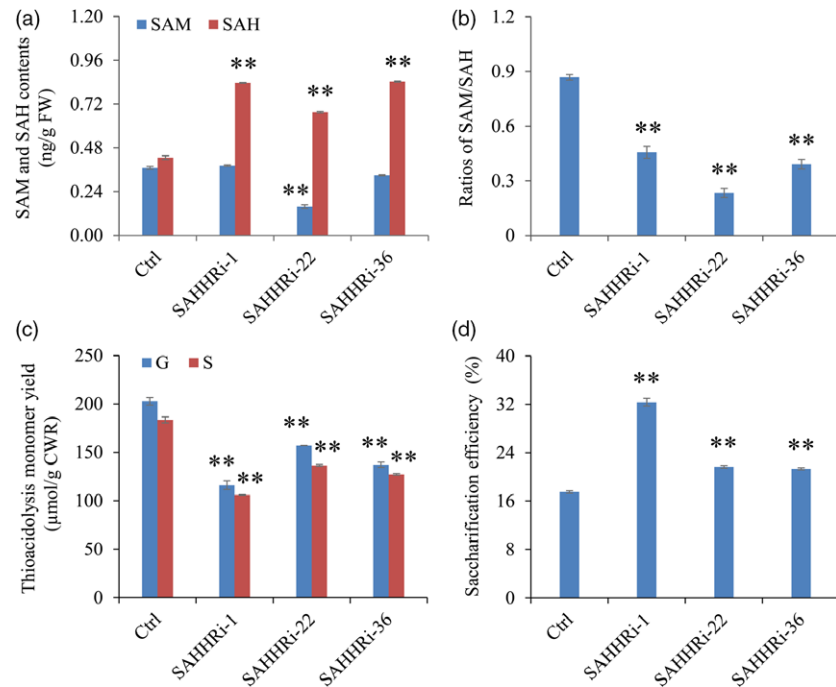 (a)
SAM SAH
SAM and SAH contents
(ng/g FW)
1.20
0.96
0.72
0.48
0.24
0.00
**
**
**
**
Ctrl
SAHHRi-1
SAHHRi-22
SAHHRi-36
(b)
Ratios of SAM/SAH
1.2
0.9
0.6
0.3
0
**
**
**
Ctrl
SAHHRi-1
SAHHRi-22
SAHHRi-36
(c)
G S
Thioacidolysis monomer yield
(µmol/g CWR)
250
200
150
100
50
0
**
**
**
**
**
**
Ctrl
SAHHRi-1
SAHHRi-22
SAHHRi-36
(d)
Saccharification efficiency (%)
40
32
24
16
8
0
**
**
**
Ctrl
SAHHRi-1
SAHHRi-22
SAHHRi-36